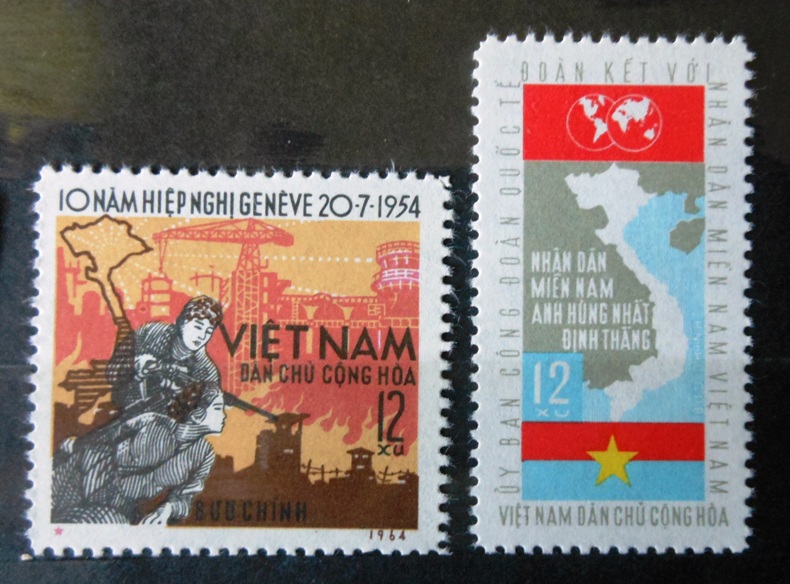 10 NĂM HIỆP NGHỊ GENÈVE 20-7-1954
VIỆT NAM
DÂN CHỦ CỘNG HÒA
12
XU
BƯU CHÍNH
1964
ỦY BAN CÔNG ĐOÀN QUỐC TẾ
ĐOÀN KẾT VỚI
NHÂN DÂN MIỀN NAM VIỆT NAM
NHÂN DÂN
MIỀN NAM
ANH HÙNG NHẤT
ĐỊNH THẮNG
12
XU
VIỆT NAM DÂN CHỦ CỘNG HÒA